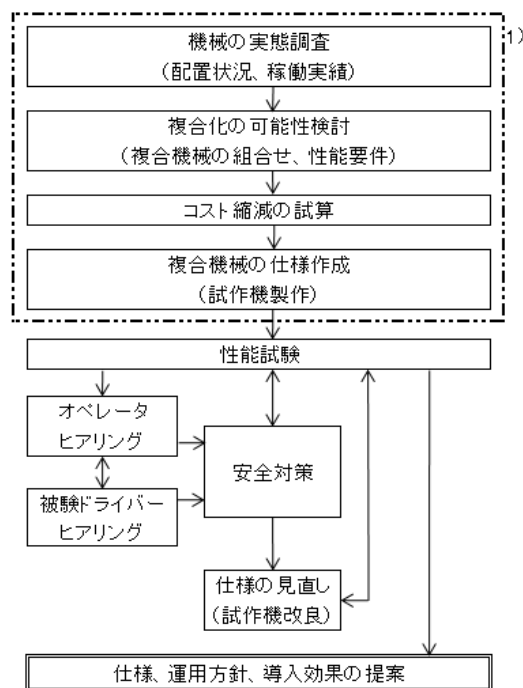 機械の実態調査
(配置状況、稼働実績)
1)
複合化の可能性検討
(複合機械の組合せ、性能要件)
コスト縮減の試算
複合機械の仕様作成
(試作機製作)
性能試験
オペレータ
ヒアリング
安全対策
被験ドライバー
ヒアリング
仕様の見直し
(試作機改良)
仕様、運用方針、導入効果の提案